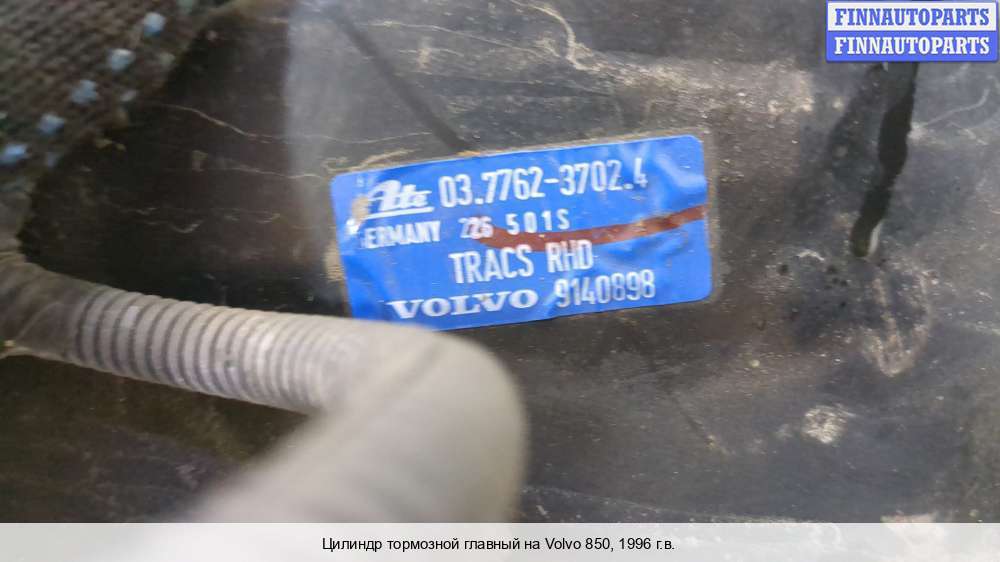 FINNAUTOPARTS
FINNAUTOPARTS
Ate 03.7762-3702.4
GERMANY 226 501S
TRACS RHD
VOLVO 9140898
Цилиндр тормозной главный на Volvo 850, 1996 г.в.